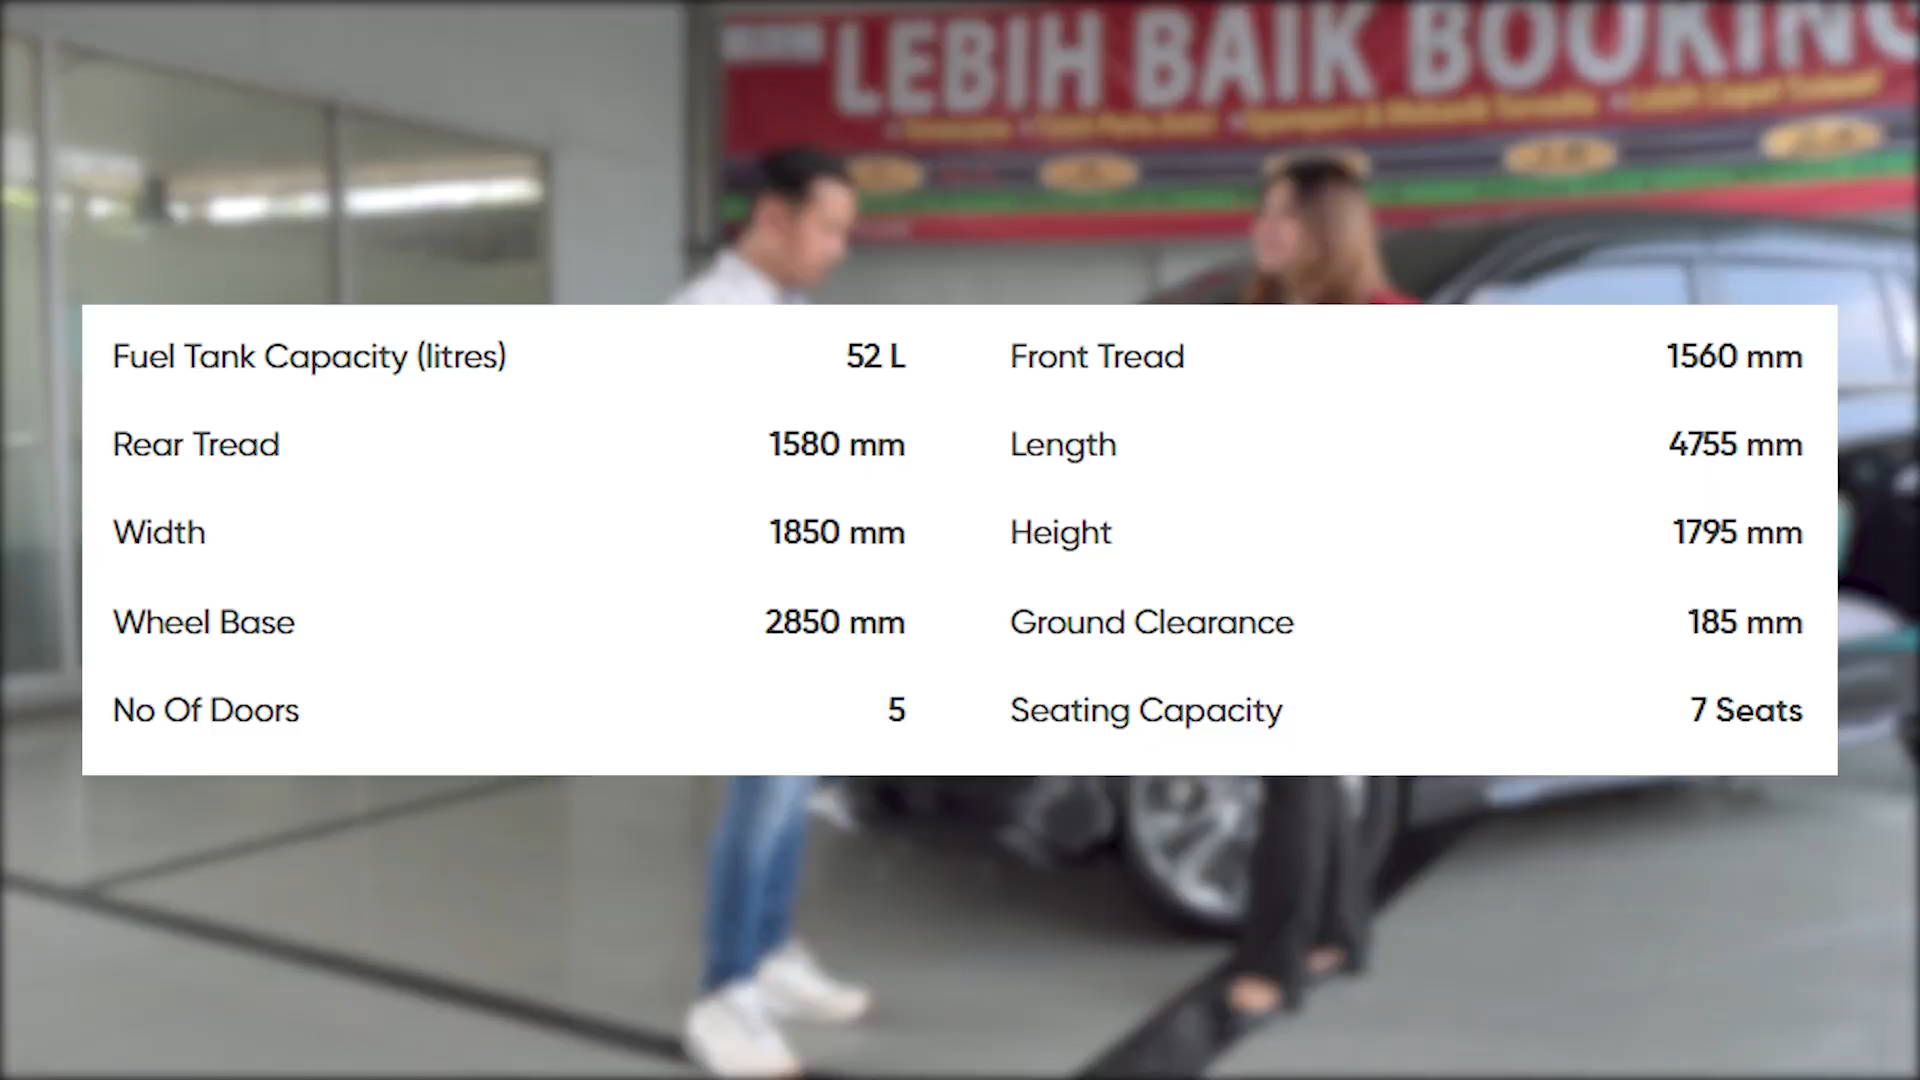 LEBIH BAIK BOOKING
Fuel Tank Capacity (litres) 52 L Front Tread 1560 mm
Rear Tread 1580 mm Length 4755 mm
Width 1850 mm Height 1795 mm
Wheel Base 2850 mm Ground Clearance 185 mm
No Of Doors 5 Seating Capacity 7 Seats